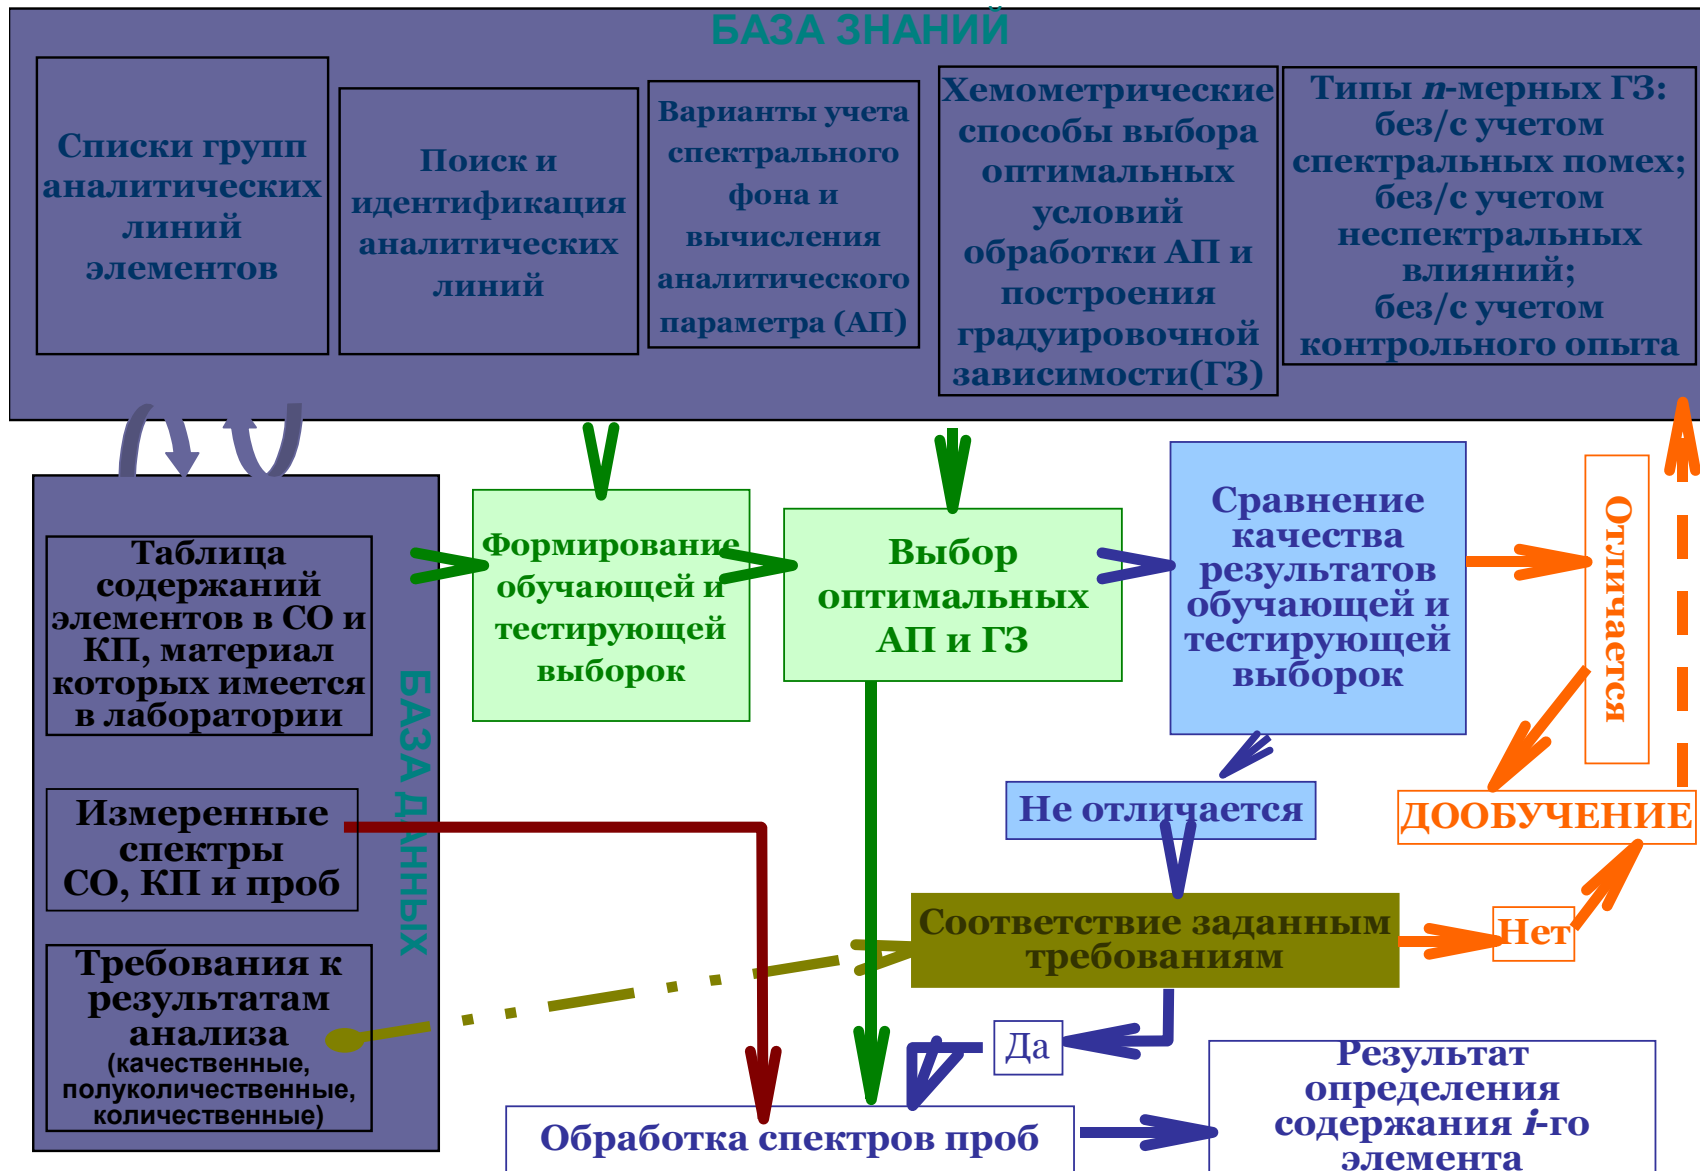 БАЗА ЗНАНИЙ
Списки групп
аналитических
линий
элементов
Поиск и
идентификация
аналитических
линий
Варианты учета
спектрального
фона и
вычисления
аналитического
параметра (АП)
Хемометрические
способы выбора
оптимальных
условий
обработки АП и
построения
градуировочной
зависимости(ГЗ)
Типы n-мерных ГЗ:
без/с учетом
спектральных помех;
без/с учетом
неспектральных
влияний;
без/с учетом
контрольного опыта
БАЗА ДАННЫХ
Таблица
содержаний
элементов в СО и
КП, материал
которых имеется
в лаборатории
Измеренные
спектры
СО, КП и проб
Требования к
результатам
анализа
(качественные,
полуколичественные,
количественные)
Формирование
обучающей и
тестирующей
выборок
Выбор
оптимальных
АП и ГЗ
Сравнение
качества
результатов
обучающей и
тестирующей
выборок
Отличается
Не отличается
ДООБУЧЕНИЕ
Соответствие заданным
требованиям
Нет
Да
Обработка спектров проб
Результат
определения
содержания i-го
элемента